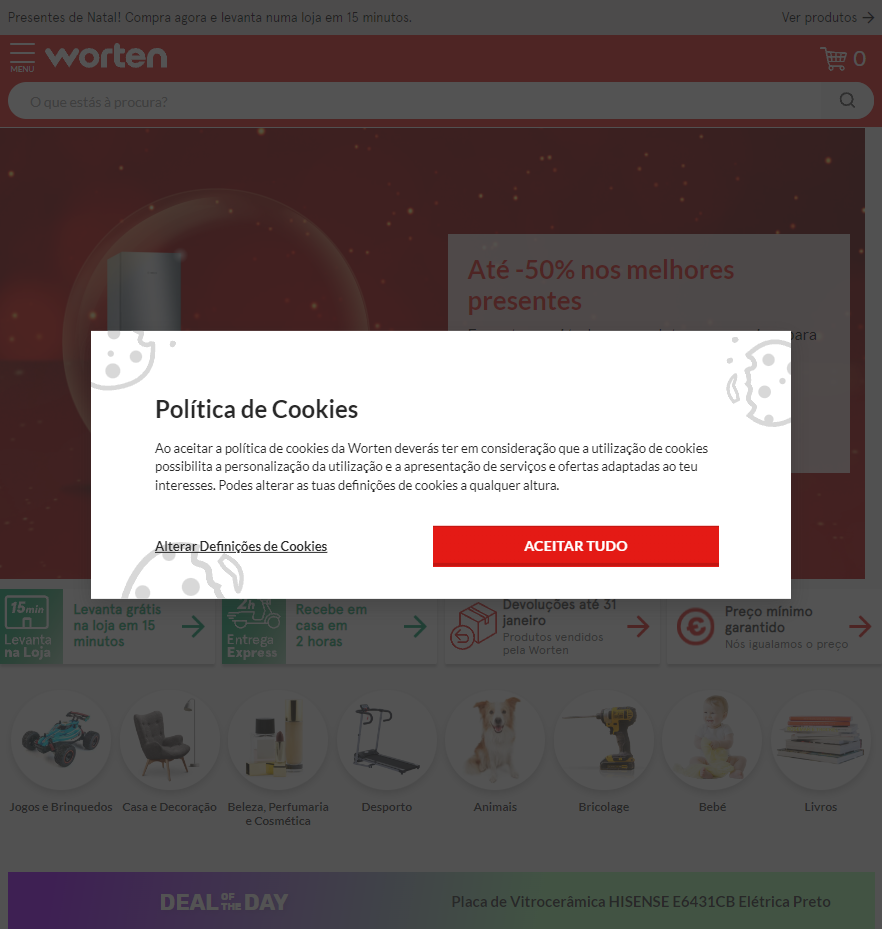 Presentes de Natal! Compra agora e levanta numa loja em 15 minutos.
Ver produtos
MENU
worten
0
O que estás à procura?
Até -50% nos melhores
presentes
para
Política de Cookies
Ao aceitar a política de cookies da Worten deverás ter em consideração que a utilização de cookies
possibilita a personalização da utilização e a apresentação de serviços e ofertas adaptadas ao teu
interesses. Podes alterar as tuas definições de cookies a qualquer altura.
Alterar Definições de Cookies
ACEITAR TUDO
15min
Levanta
na Loja
Levanta grátis
na loja em 15
minutos
2h
Entrega
Express
Recebe em
casa em
2 horas
Devoluções até 31
janeiro
Produtos vendidos
pela Worten
€
Preço mínimo
garantido
Nós igualamos o preço
Jogos e Brinquedos
Casa e Decoração
Beleza, Perfumaria
e Cosmética
Desporto
Animais
Bricolage
Bebé
Livros
DEAL OF THE DAY
Placa de Vitrocerâmica HISENSE E6431CB Elétrica Preto